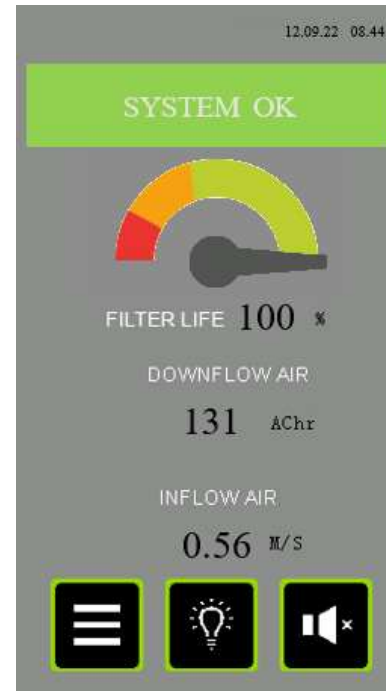 12.09.22 08.44
SYSTEM OK
FILTER LIFE 100 %
DOWNFLOW AIR
131 AChr
INFLOW AIR
0.56 M/S